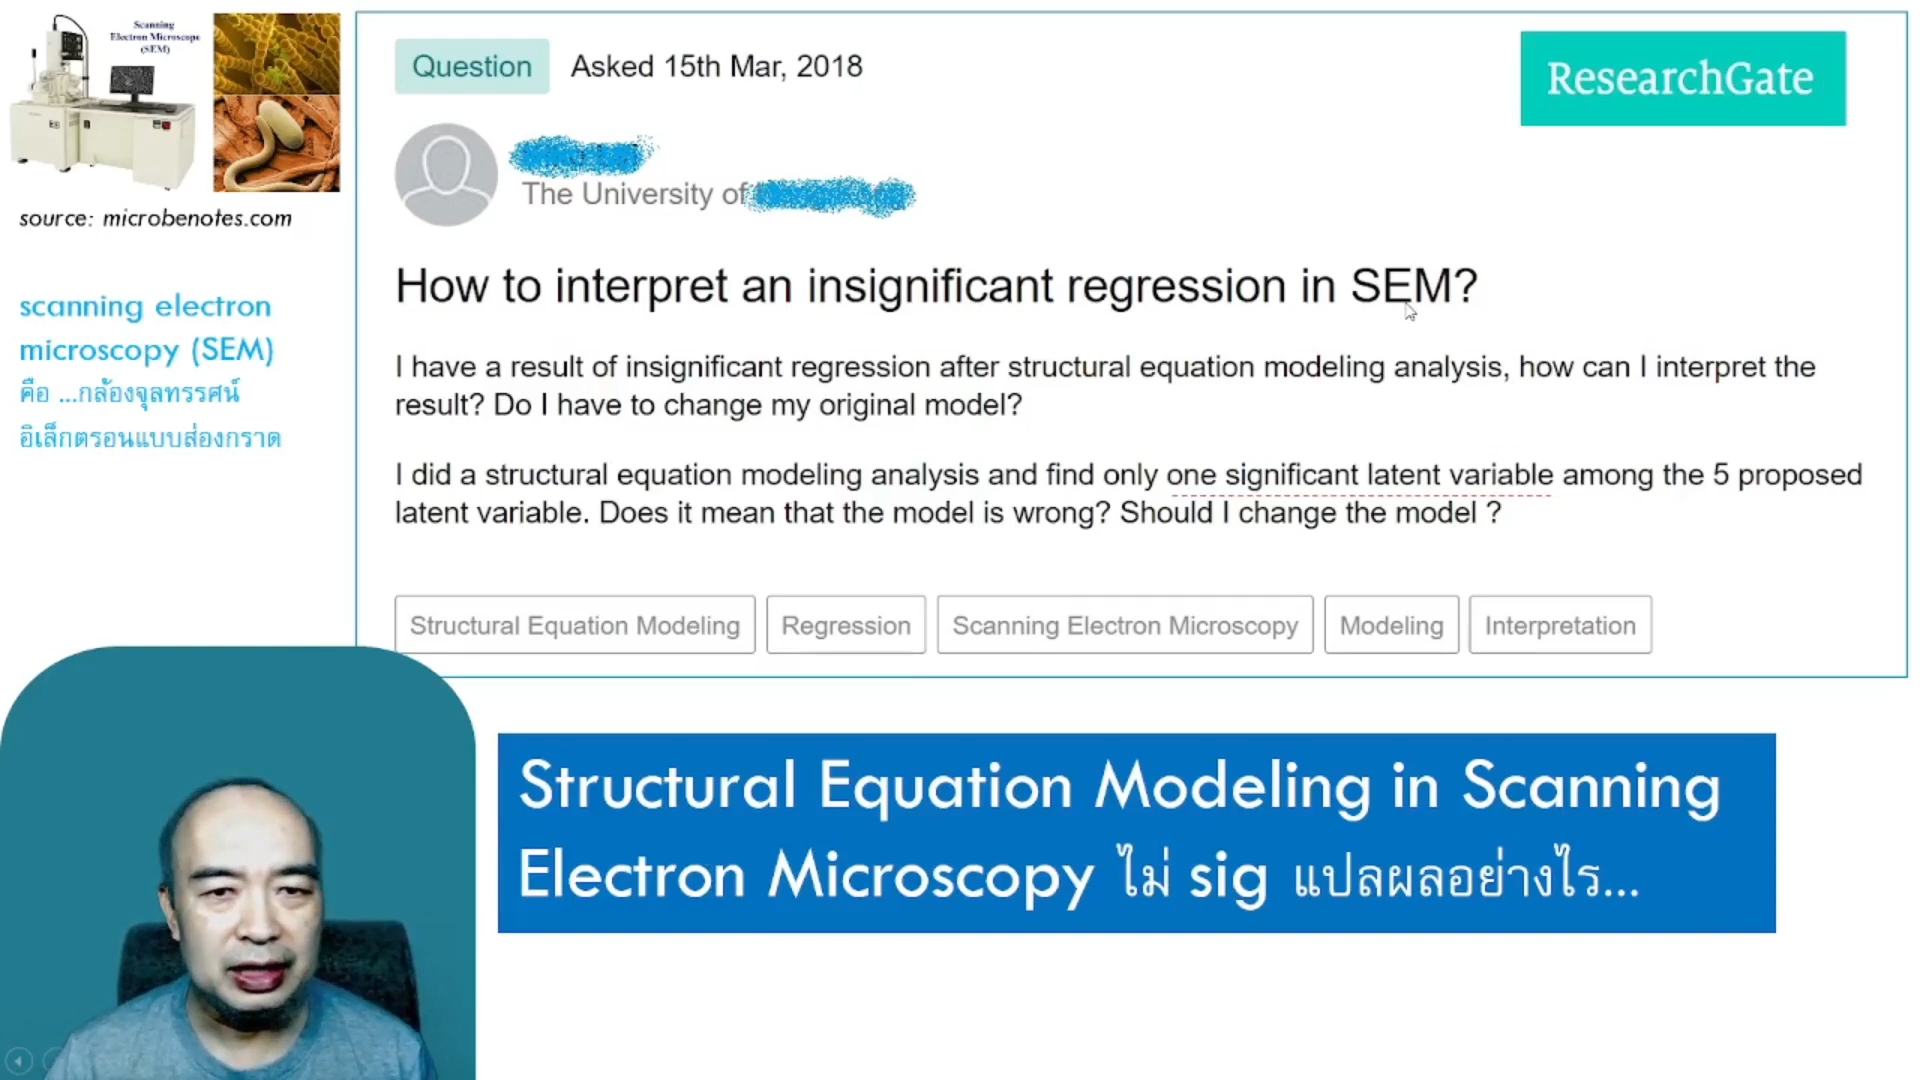 Scanning
Electron Microscope
(SEM)
source: microbenotes.com
scanning electron
microscopy (SEM)
คือ ...กล้องจุลทรรศน์
อิเล็กตรอนแบบส่องกราด
Question
Asked 15th Mar, 2018
ResearchGate
The University of
How to interpret an insignificant regression in SEM?
I have a result of insignificant regression after structural equation modeling analysis, how can I interpret the
result? Do I have to change my original model?
I did a structural equation modeling analysis and find only one significant latent variable among the 5 proposed
latent variable. Does it mean that the model is wrong? Should I change the model ?
Structural Equation Modeling
Regression
Scanning Electron Microscopy
Modeling
Interpretation
Structural Equation Modeling in Scanning
Electron Microscopy ไม่ sig แปลผลอย่างไร...